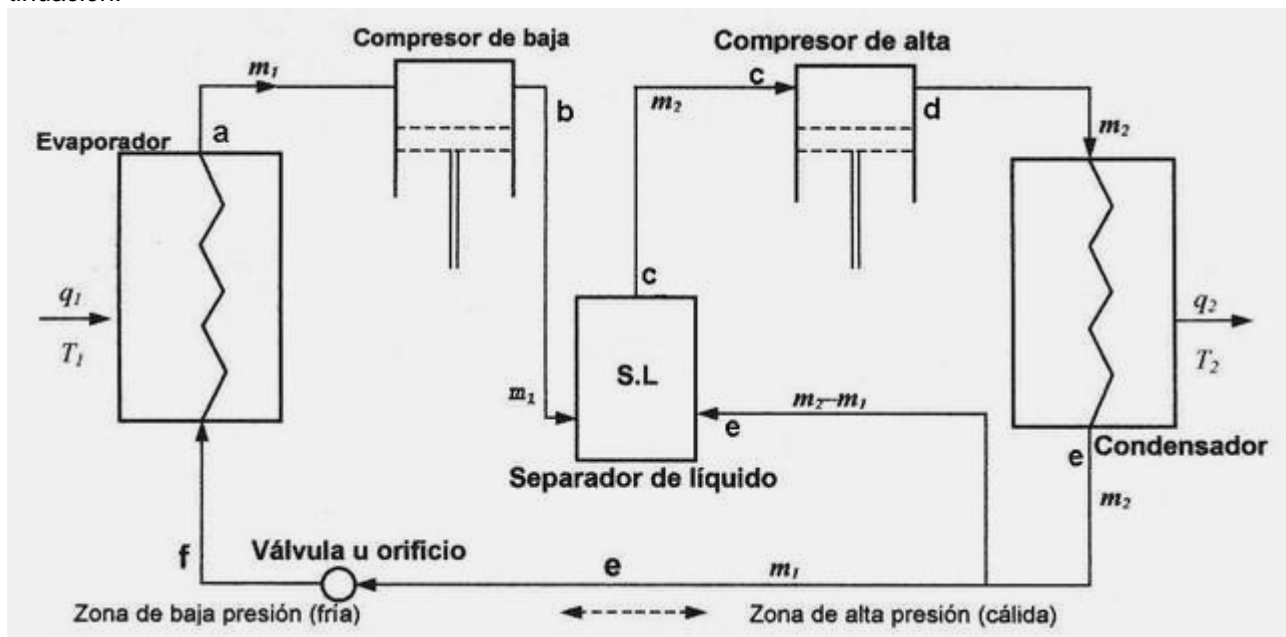 tinuación.
Compresor de baja
Compresor de alta
m₁
a
b
c
m₂
d
m₂
Evaporador
q₁
T₁
c
S.L
q₂
T₂
m₁
m₂–m₁
e
Separador de líquido
e
Condensador
m₂
f
Válvula u orificio
e
m₁
Zona de baja presión (fría)
Zona de alta presión (cálida)